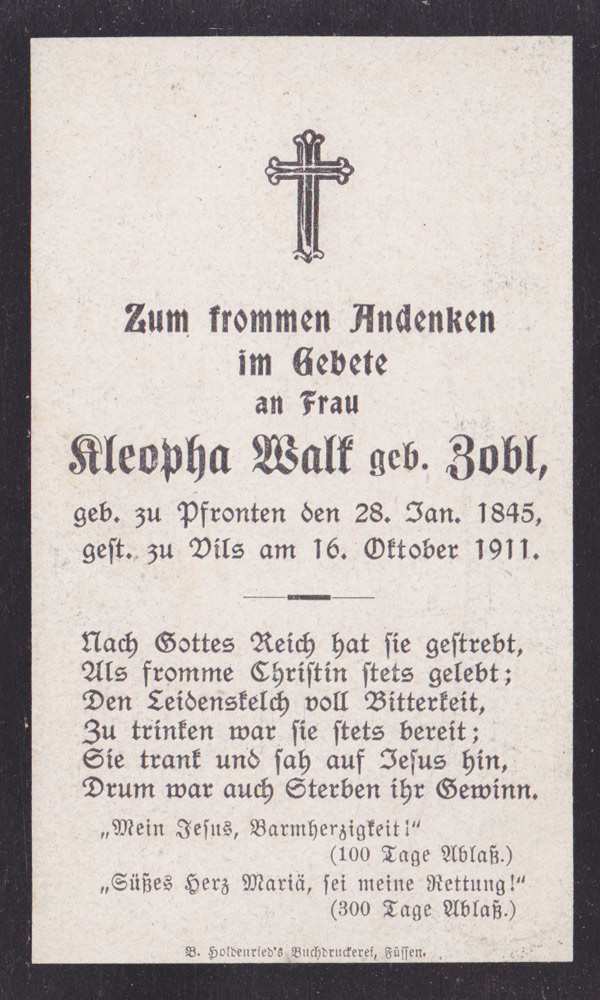 Zum frommen Andenken
im Gebete
an Frau
Kleopha Walk geb. Zobl,
geb. zu Pfronten den 28. Jan. 1845,
gest. zu Vils am 16. Oktober 1911.
Nach Gottes Reich hat sie gestrebt,
Als fromme Christin stets gelebt;
Den Leidenskelch voll Bitterkeit,
Zu trinken war sie stets bereit;
Sie trank und sah auf Jesus hin,
Drum war auch Sterben ihr Gewinn.
„Mein Jesus, Barmherzigkeit!“
(100 Tage Ablaß.)
„Süßes Herz Mariä, sei meine Rettung!“
(300 Tage Ablaß.)
B. Holdenried's Buchdruckerei, Füssen.